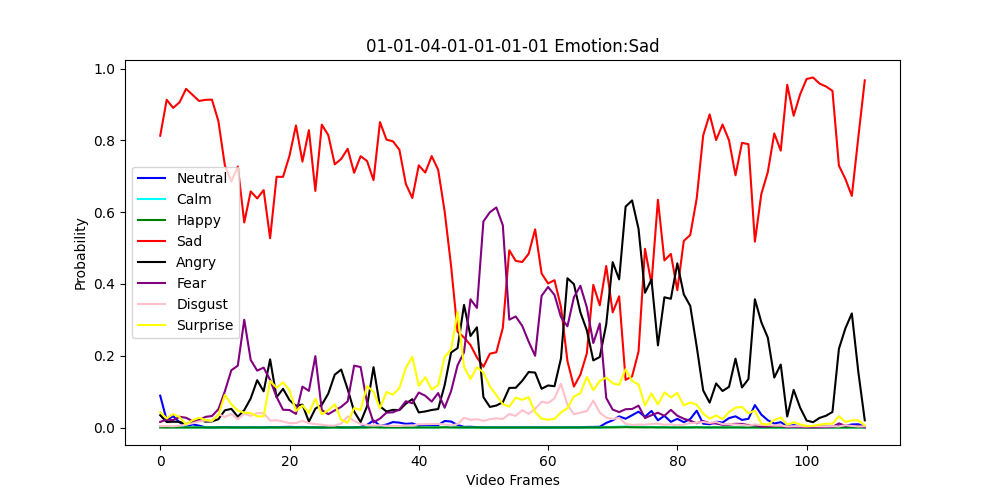 01-01-04-01-01-01-01 Emotion:Sad
1.0
0.8
0.6
0.4
0.2
0.0
Probability
Neutral
Calm
Happy
Sad
Angry
Fear
Disgust
Surprise
0 20 40 60 80 100
Video Frames